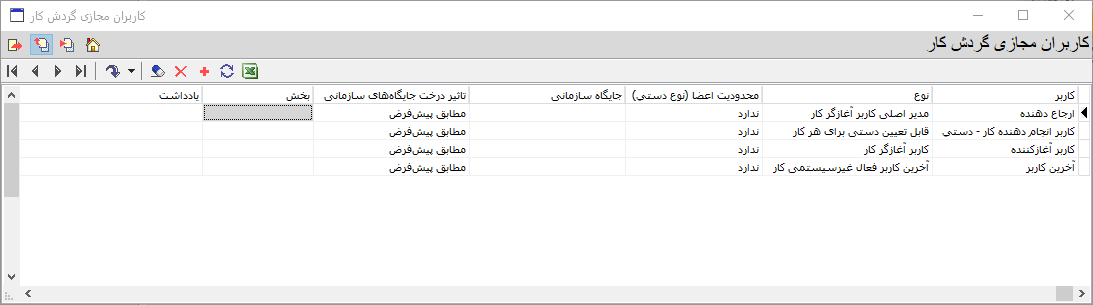 کاربران مجازی گردش کار
کاربران مجازی گردش کار
کاربر نوع محدودیت اعضا (نوع دستي) جایگاه سازمانی تاثیر درخت جایگاه‌های سازمانی بخش یادداشت
ارجاع دهنده مدیر اصلی کاربر آغازگر کار ندارد مطابق پیش‌فرض
کاربر انجام دهنده کار - دستي قابل تعیین دستی برای هر کار ندارد مطابق پیش‌فرض
کاربر آغازکننده کاربر آغازگر کار ندارد مطابق پیش‌فرض
آخرین کاربر آخرین کاربر فعال غیرسیستمی کار ندارد مطابق پیش‌فرض